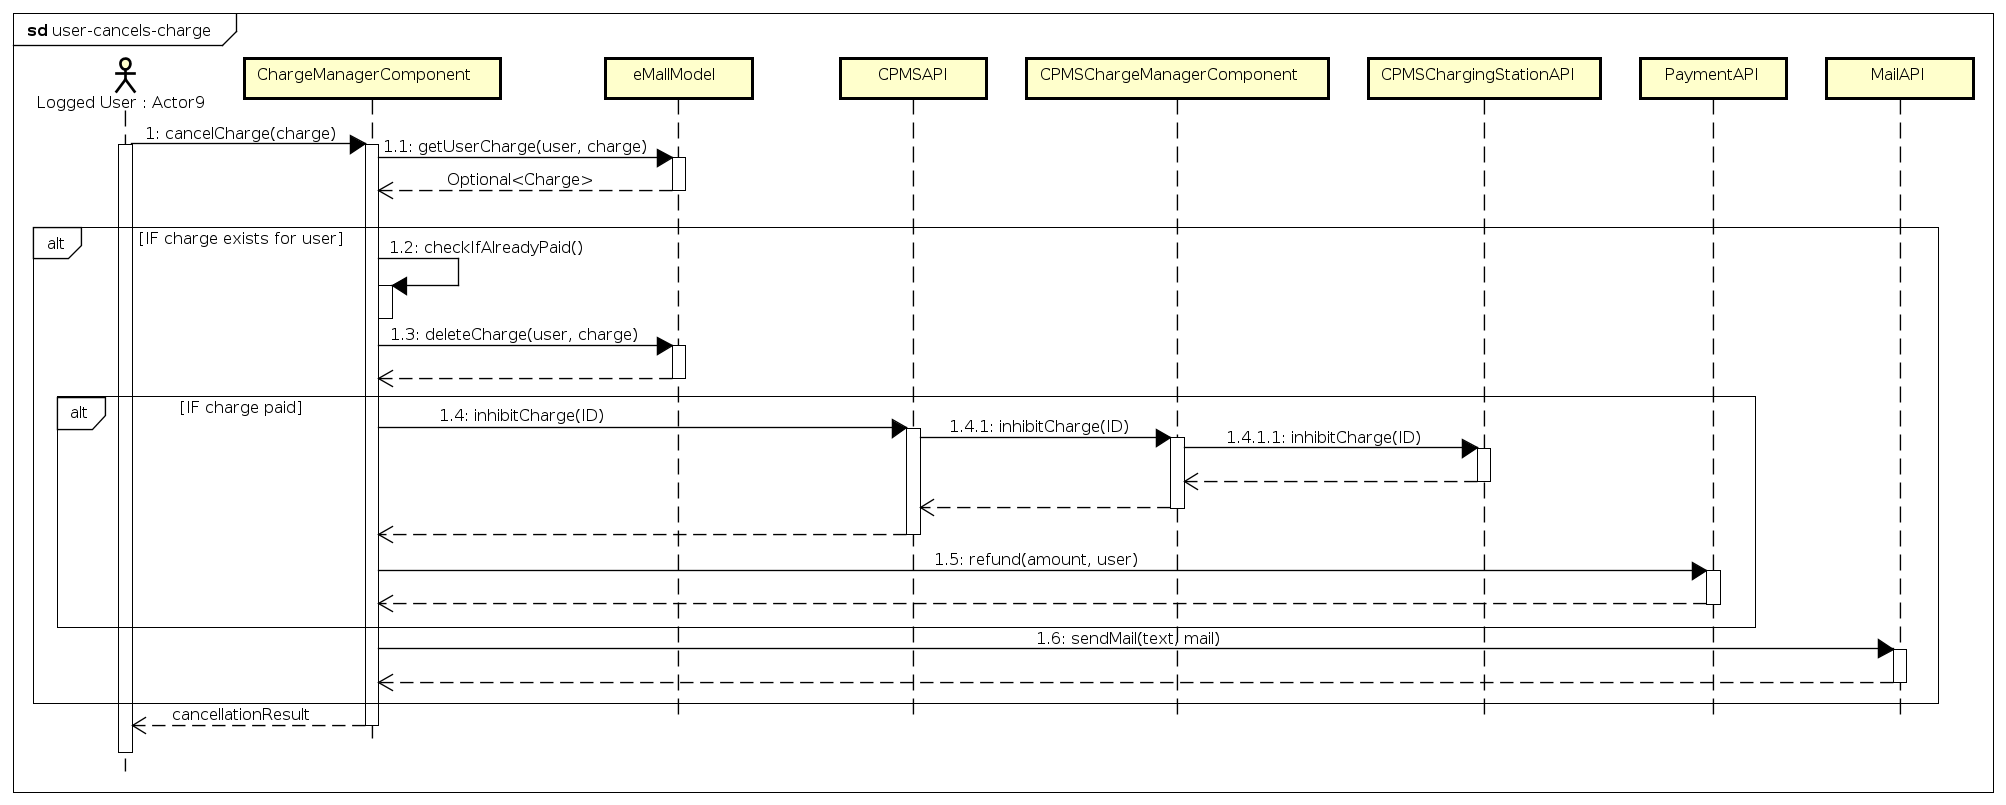 sd user-cancels-charge
Logged User : Actor9
ChargeManagerComponent
eMallModel
CPMSAPI
CPMSChargeManagerComponent
CPMSChargingStationAPI
PaymentAPI
MailAPI
1: cancelCharge(charge)
1.1: getUserCharge(user, charge)
Optional<Charge>
alt
[IF charge exists for user]
1.2: checkIfAlreadyPaid()
1.3: deleteCharge(user, charge)
alt
[IF charge paid]
1.4: inhibitCharge(ID)
1.4.1: inhibitCharge(ID)
1.4.1.1: inhibitCharge(ID)
1.5: refund(amount, user)
1.6: sendMail(text, mail)
cancellationResult